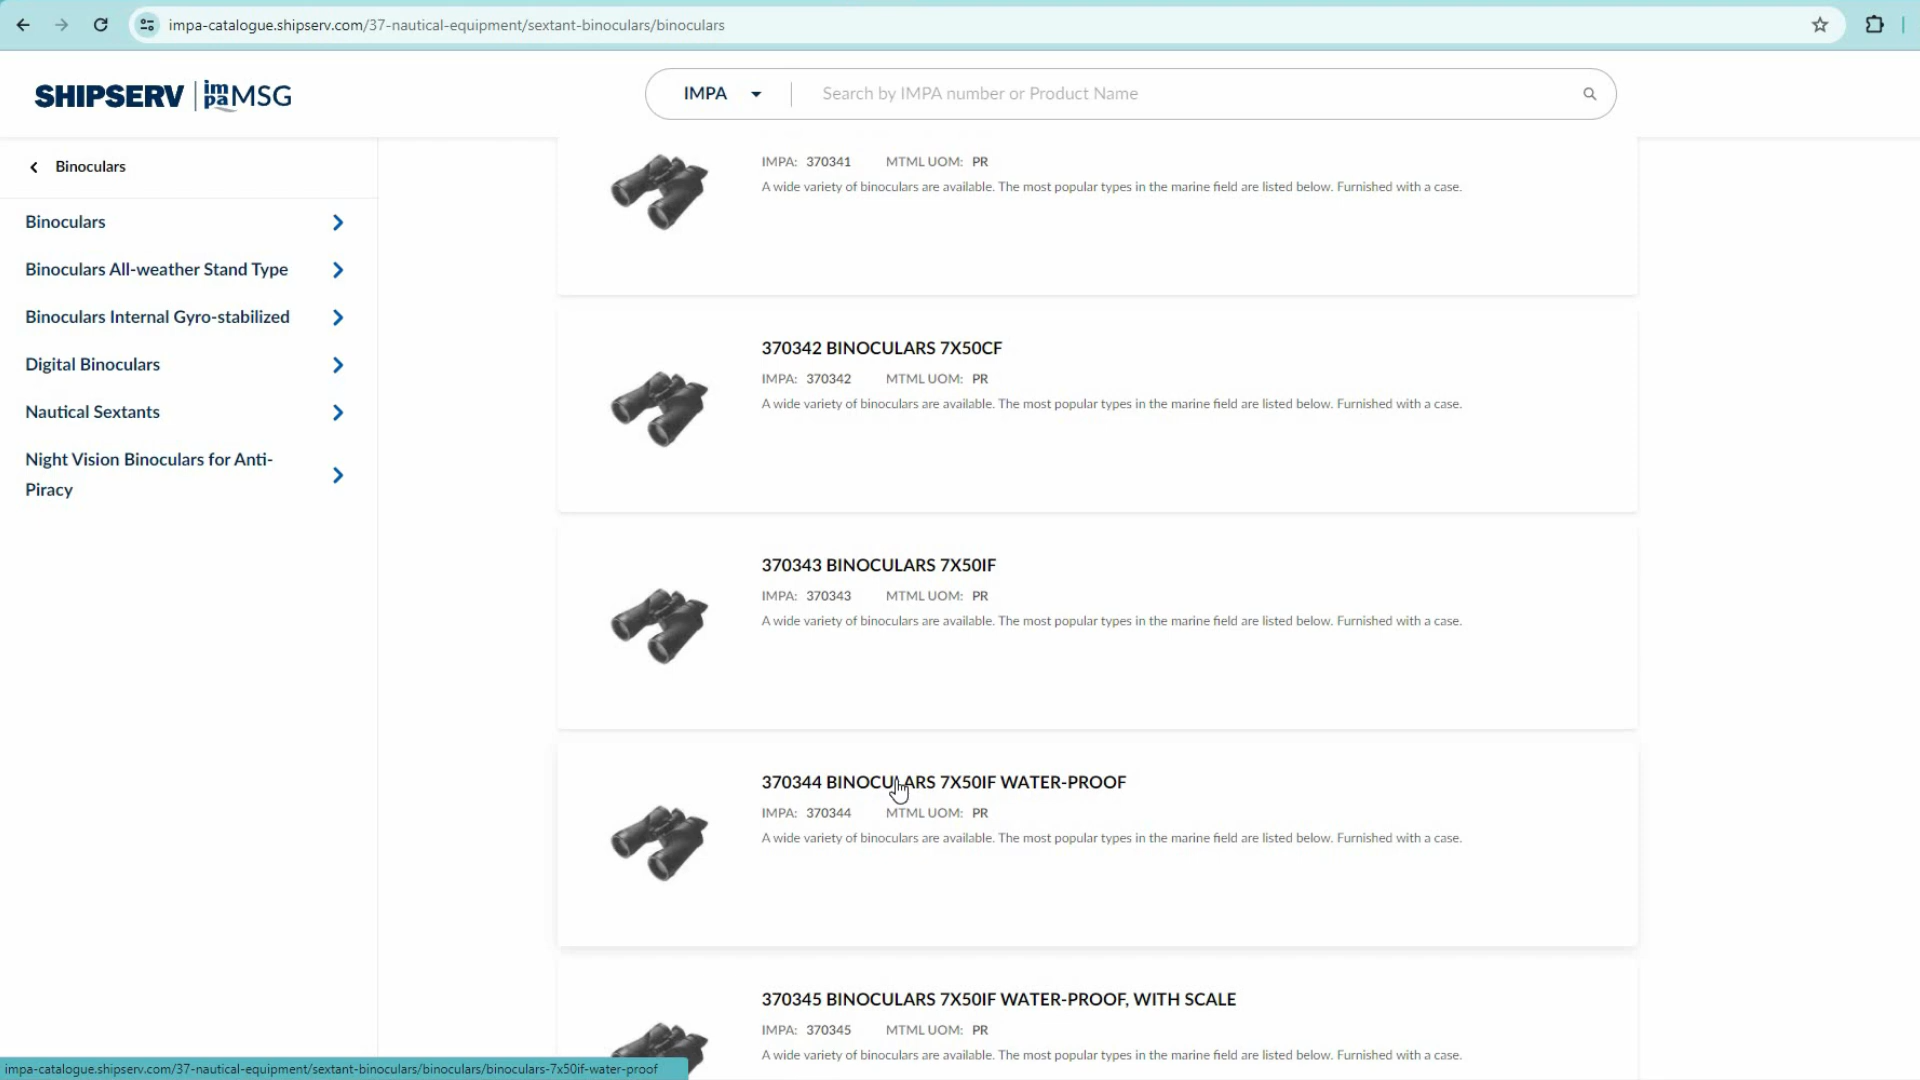 impa-catalogue.shipserv.com/37-nautical-equipment/sextant-binoculars/binoculars
SHIPSERV | impa MSG
IMPA
Search by IMPA number or Product Name
Binoculars
Binoculars
Binoculars All-weather Stand Type
Binoculars Internal Gyro-stabilized
Digital Binoculars
Nautical Sextants
Night Vision Binoculars for Anti-
Piracy
IMPA: 370341 MTML UOM: PR
A wide variety of binoculars are available. The most popular types in the marine field are listed below. Furnished with a case.
370342 BINOCULARS 7X50CF
IMPA: 370342 MTML UOM: PR
A wide variety of binoculars are available. The most popular types in the marine field are listed below. Furnished with a case.
370343 BINOCULARS 7X50IF
IMPA: 370343 MTML UOM: PR
A wide variety of binoculars are available. The most popular types in the marine field are listed below. Furnished with a case.
370344 BINOCULARS 7X50IF WATER-PROOF
IMPA: 370344 MTML UOM: PR
A wide variety of binoculars are available. The most popular types in the marine field are listed below. Furnished with a case.
370345 BINOCULARS 7X50IF WATER-PROOF, WITH SCALE
IMPA: 370345 MTML UOM: PR
A wide variety of binoculars are available. The most popular types in the marine field are listed below. Furnished with a case.
impa-catalogue.shipserv.com/37-nautical-equipment/sextant-binoculars/binoculars/binoculars-7x50if-water-proof